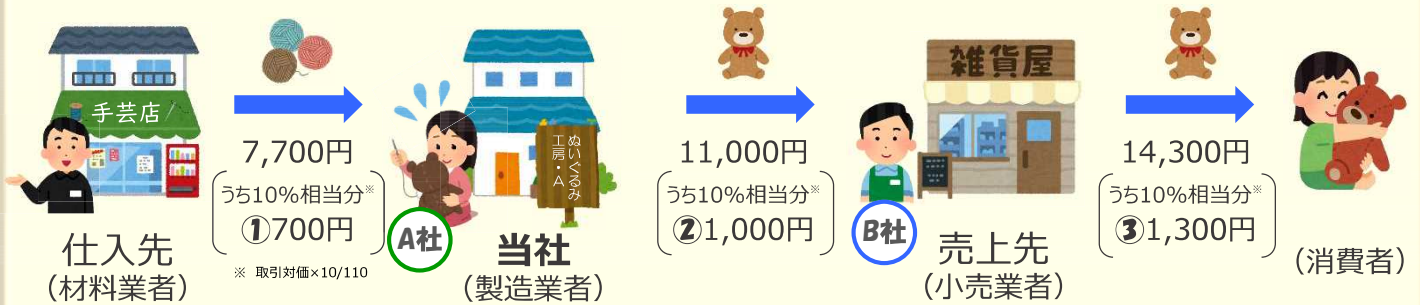 手芸店
7,700円
うち10%相当分※
①700円
※ 取引対価×10/110
仕入先
（材料業者）
ぬいぐるみ
工房・A
A社
当社
（製造業者）
11,000円
うち10%相当分※
②1,000円
雑貨屋
B社
売上先
（小売業者）
14,300円
うち10%相当分※
③1,300円
（消費者）